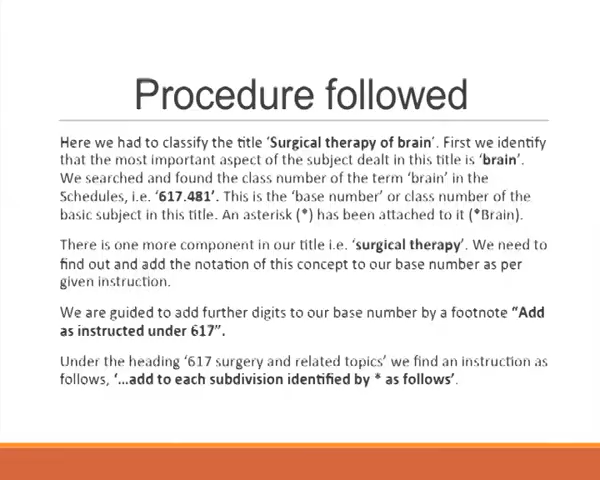 Procedure followed
Here we had to classify the title ‘Surgical therapy of brain’. First we identify
that the most important aspect of the subject dealt in this title is ‘brain’.
We searched and found the class number of the term ‘brain’ in the
Schedules, i.e. ‘617.481’. This is the ‘base number’ or class number of the
basic subject in this title. An asterisk (*) has been attached to it (*Brain).
There is one more component in our title i.e. ‘surgical therapy’. We need to
find out and add the notation of this concept to our base number as per
given instruction.
We are guided to add further digits to our base number by a footnote “Add
as instructed under 617”.
Under the heading ‘617 surgery and related topics’ we find an instruction as
follows, ‘...add to each subdivision identified by * as follows’.